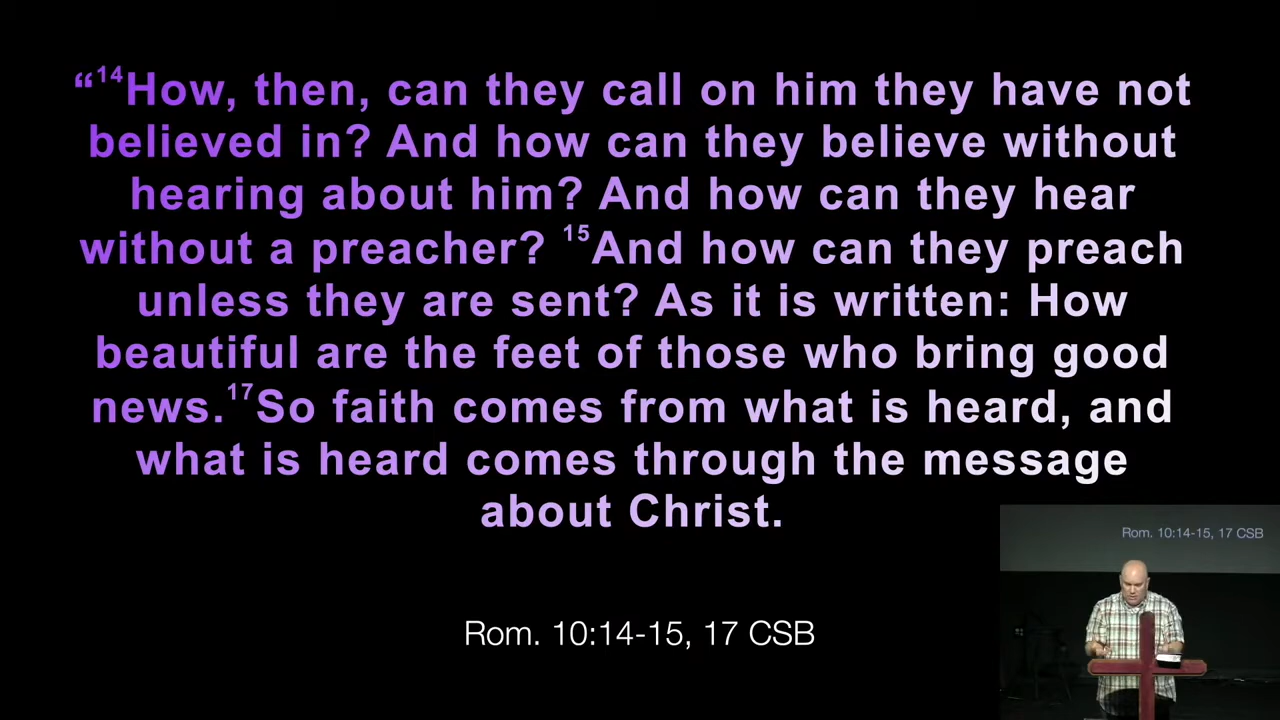 “14How, then, can they call on him they have not
believed in? And how can they believe without
hearing about him? And how can they hear
without a preacher? 15And how can they preach
unless they are sent? As it is written: How
beautiful are the feet of those who bring good
news.17So faith comes from what is heard, and
what is heard comes through the message
about Christ.
Rom. 10:14-15, 17 CSB
Rom. 10:14-15, 17 CSB